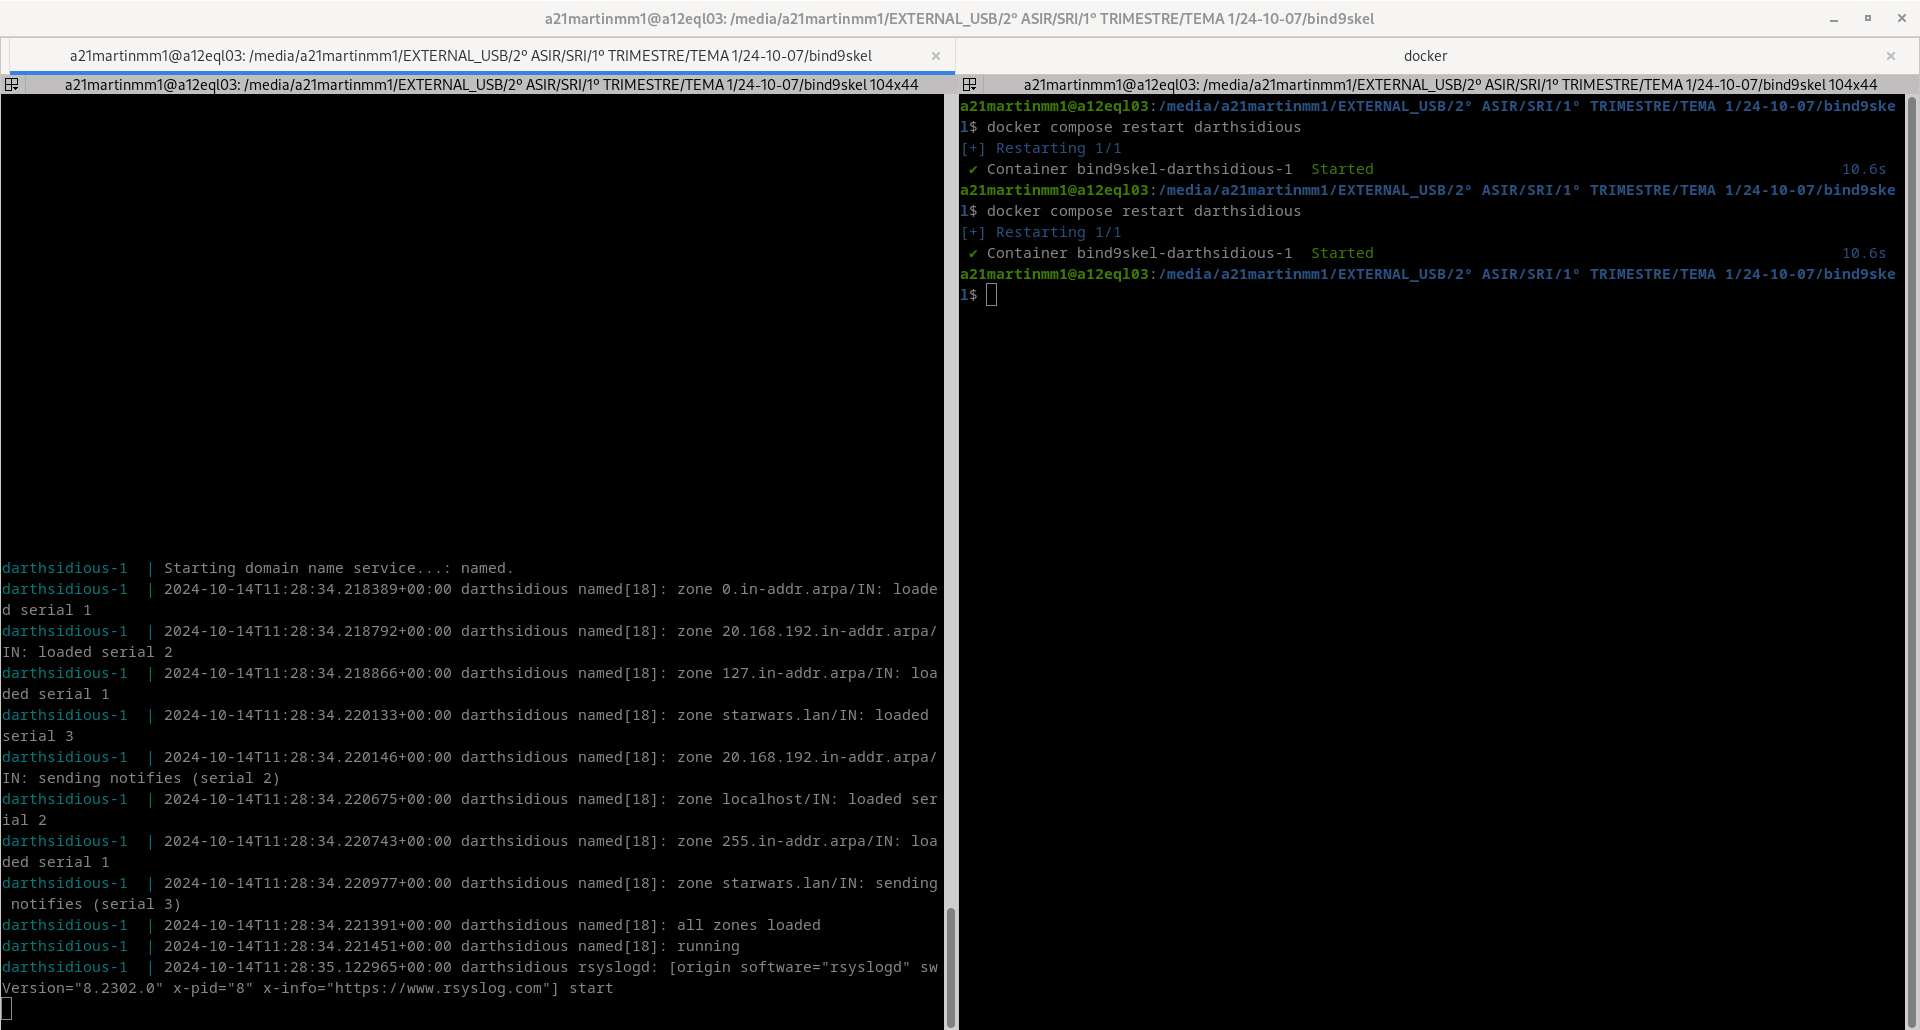 a21martinmm1@a12eql03: /media/a21martinmm1/EXTERNAL_USB/2º ASIR/SRI/1º TRIMESTRE/TEMA 1/24-10-07/bind9skel
a21martinmm1@a12eql03: /media/a21martinmm1/EXTERNAL_USB/2º ASIR/SRI/1º TRIMESTRE/TEMA 1/24-10-07/bind9skel
docker
a21martinmm1@a12eql03: /media/a21martinmm1/EXTERNAL_USB/2º ASIR/SRI/1º TRIMESTRE/TEMA 1/24-10-07/bind9skel 104x44
darthsidious-1  | Starting domain name service...: named.
darthsidious-1  | 2024-10-14T11:28:34.218389+00:00 darthsidious named[18]: zone 0.in-addr.arpa/IN: loade
d serial 1
darthsidious-1  | 2024-10-14T11:28:34.218792+00:00 darthsidious named[18]: zone 20.168.192.in-addr.arpa/
IN: loaded serial 2
darthsidious-1  | 2024-10-14T11:28:34.218866+00:00 darthsidious named[18]: zone 127.in-addr.arpa/IN: loa
ded serial 1
darthsidious-1  | 2024-10-14T11:28:34.220133+00:00 darthsidious named[18]: zone starwars.lan/IN: loaded
serial 3
darthsidious-1  | 2024-10-14T11:28:34.220146+00:00 darthsidious named[18]: zone 20.168.192.in-addr.arpa/
IN: sending notifies (serial 2)
darthsidious-1  | 2024-10-14T11:28:34.220675+00:00 darthsidious named[18]: zone localhost/IN: loaded ser
ial 2
darthsidious-1  | 2024-10-14T11:28:34.220743+00:00 darthsidious named[18]: zone 255.in-addr.arpa/IN: loa
ded serial 1
darthsidious-1  | 2024-10-14T11:28:34.220977+00:00 darthsidious named[18]: zone starwars.lan/IN: sending
 notifies (serial 3)
darthsidious-1  | 2024-10-14T11:28:34.221391+00:00 darthsidious named[18]: all zones loaded
darthsidious-1  | 2024-10-14T11:28:34.221451+00:00 darthsidious named[18]: running
darthsidious-1  | 2024-10-14T11:28:35.122965+00:00 darthsidious rsyslogd: [origin software="rsyslogd" sw
Version="8.2302.0" x-pid="8" x-info="https://www.rsyslog.com"] start
a21martinmm1@a12eql03: /media/a21martinmm1/EXTERNAL_USB/2º ASIR/SRI/1º TRIMESTRE/TEMA 1/24-10-07/bind9skel 104x44
a21martinmm1@a12eql03:/media/a21martinmm1/EXTERNAL_USB/2º ASIR/SRI/1º TRIMESTRE/TEMA 1/24-10-07/bind9ske
l$ docker compose restart darthsidious
[+] Restarting 1/1
✔ Container bind9skel-darthsidious-1  Started 10.6s
a21martinmm1@a12eql03:/media/a21martinmm1/EXTERNAL_USB/2º ASIR/SRI/1º TRIMESTRE/TEMA 1/24-10-07/bind9ske
l$ docker compose restart darthsidious
[+] Restarting 1/1
✔ Container bind9skel-darthsidious-1  Started 10.6s
a21martinmm1@a12eql03:/media/a21martinmm1/EXTERNAL_USB/2º ASIR/SRI/1º TRIMESTRE/TEMA 1/24-10-07/bind9ske
l$